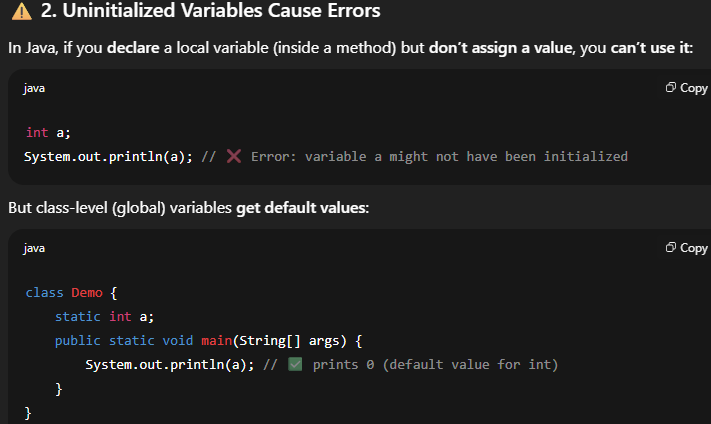 ⚠️ 2. Uninitialized Variables Cause Errors
In Java, if you declare a local variable (inside a method) but don’t assign a value, you can’t use it:
java
Copy
int a;
System.out.println(a); // ❌ Error: variable a might not have been initialized
But class-level (global) variables get default values:
java
Copy
class Demo {
    static int a;
    public static void main(String[] args) {
        System.out.println(a); // ✅ prints 0 (default value for int)
    }
}